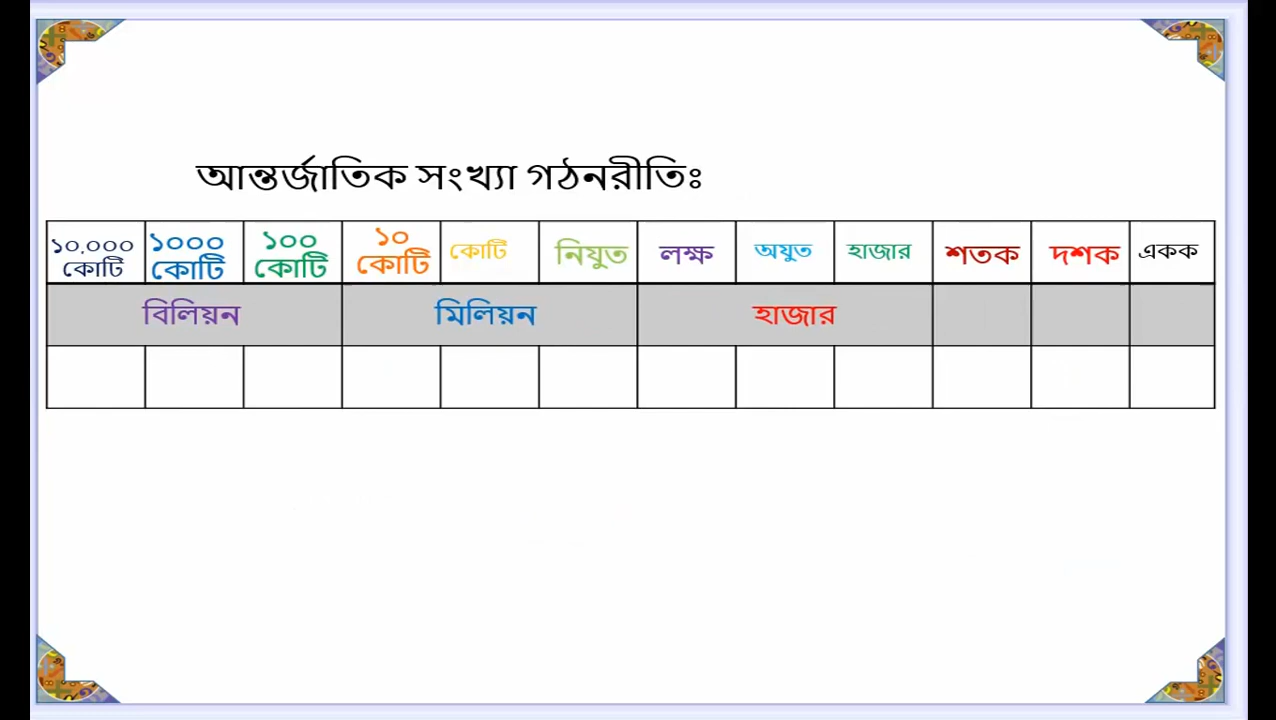 আন্তর্জাতিক সংখ্যা গঠনরীতিঃ
১০,০০০ কোটি ১০০০ কোটি ১০০ কোটি ১০ কোটি কোটি নিযুত লক্ষ অযুত হাজার শতক দশক একক
বিলিয়ন মিলিয়ন হাজার